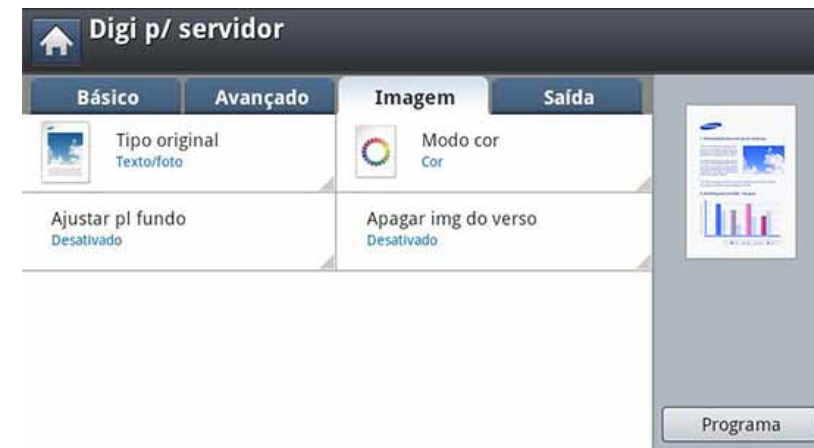 Digi p/ servidor
Básico
Avançado
Imagem
Saída
Tipo original
Texto/foto
Modo cor
Cor
Ajustar pl fundo
Desativado
Apagar img do verso
Desativado
Programa